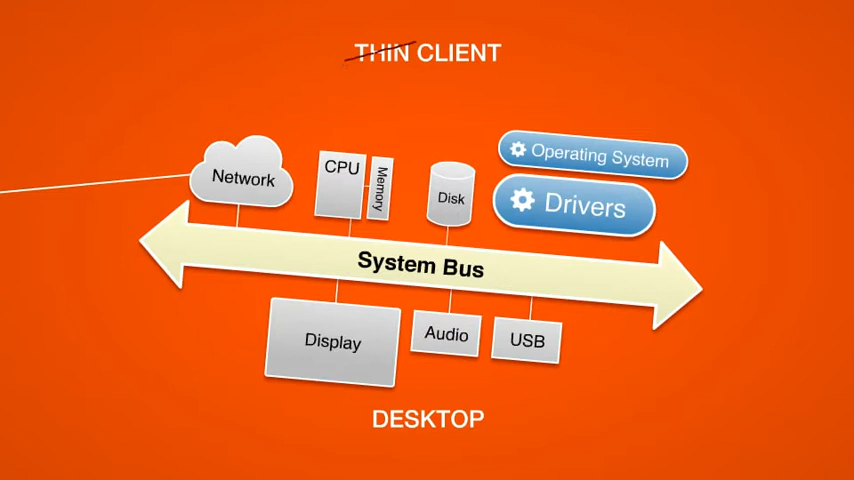 THIN CLIENT
Operating System
Network
CPU
Memory
Disk
Drivers
System Bus
Display
Audio
USB
DESKTOP